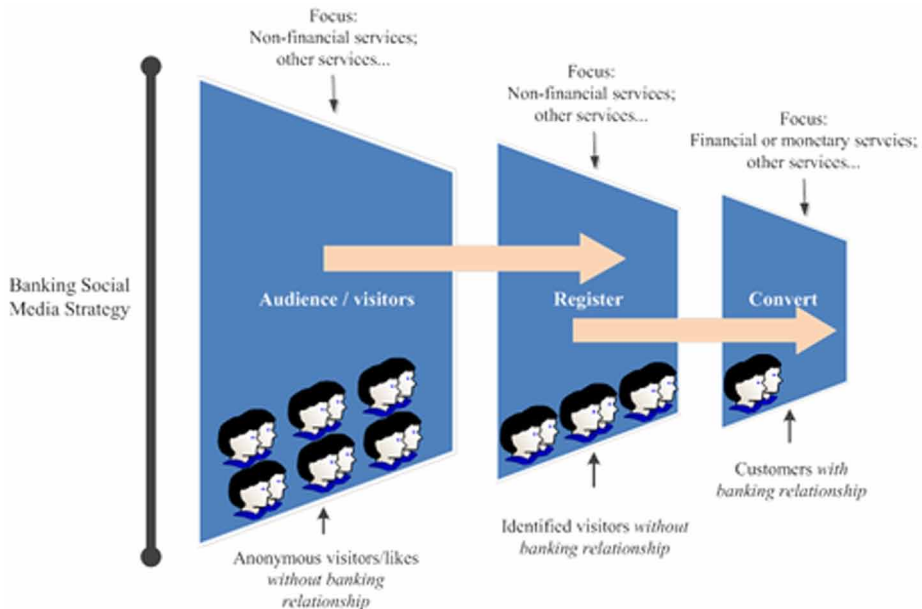 Focus:
Non-financial services;
other services...
Focus:
Non-financial services;
other services...
Focus:
Financial or monetary servcies;
other services...
Banking Social
Media Strategy
Audience / visitors
Register
Convert
Anonymous visitors/likes
without banking
relationship
Identified visitors without
banking relationship
Customers with
banking relationship